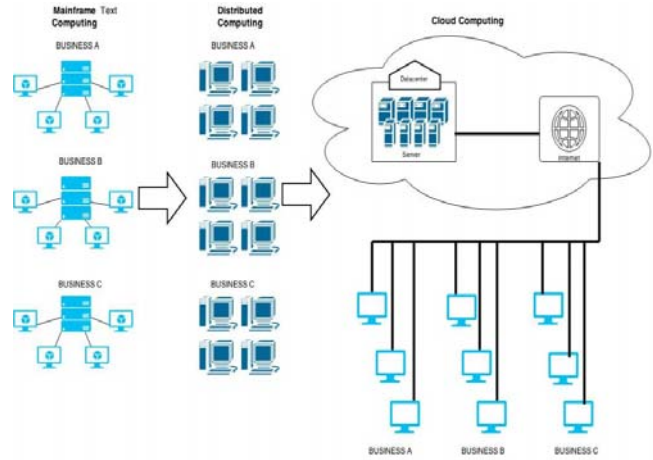 Mainframe Text
Computing
Distributed
Computing
Cloud Computing
BUSINESS A
BUSINESS A
Datacenter
Server
Internet
BUSINESS B
BUSINESS B
BUSINESS C
BUSINESS C
BUSINESS A
BUSINESS B
BUSINESS C